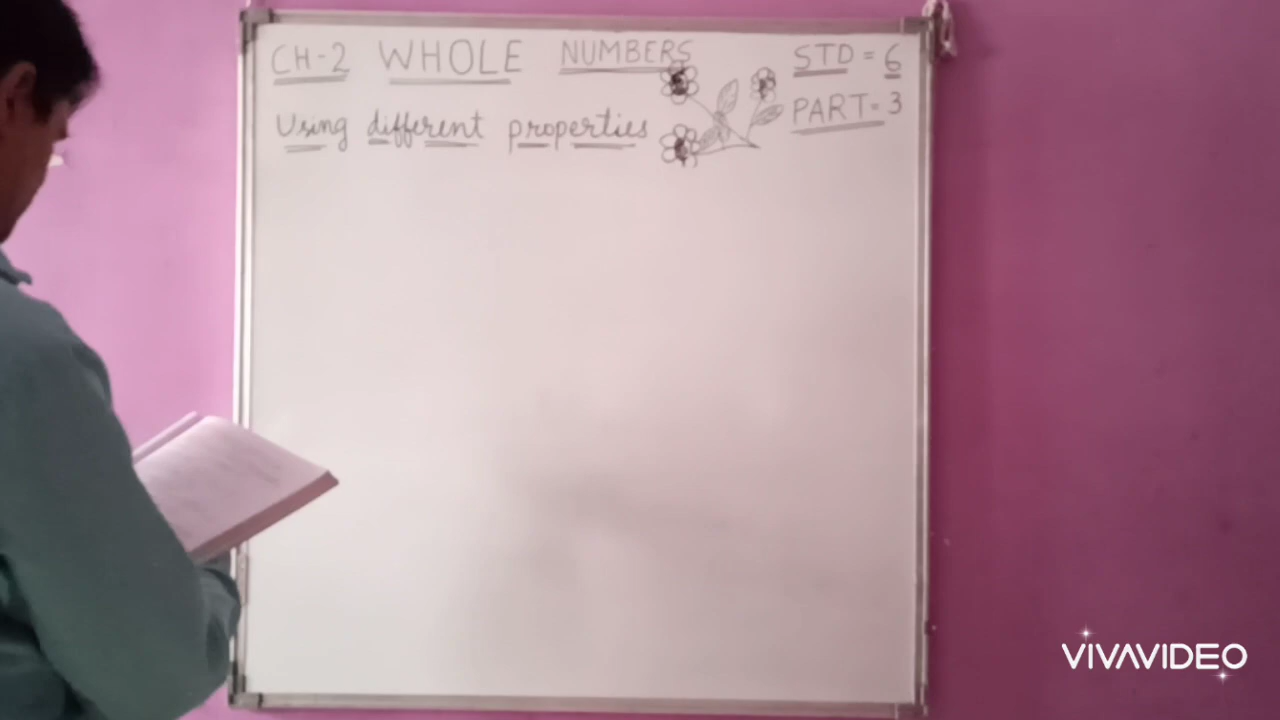 CH-2 WHOLE NUMBERS STD = 6
Using different properties PART= 3
VIVAVIDEO